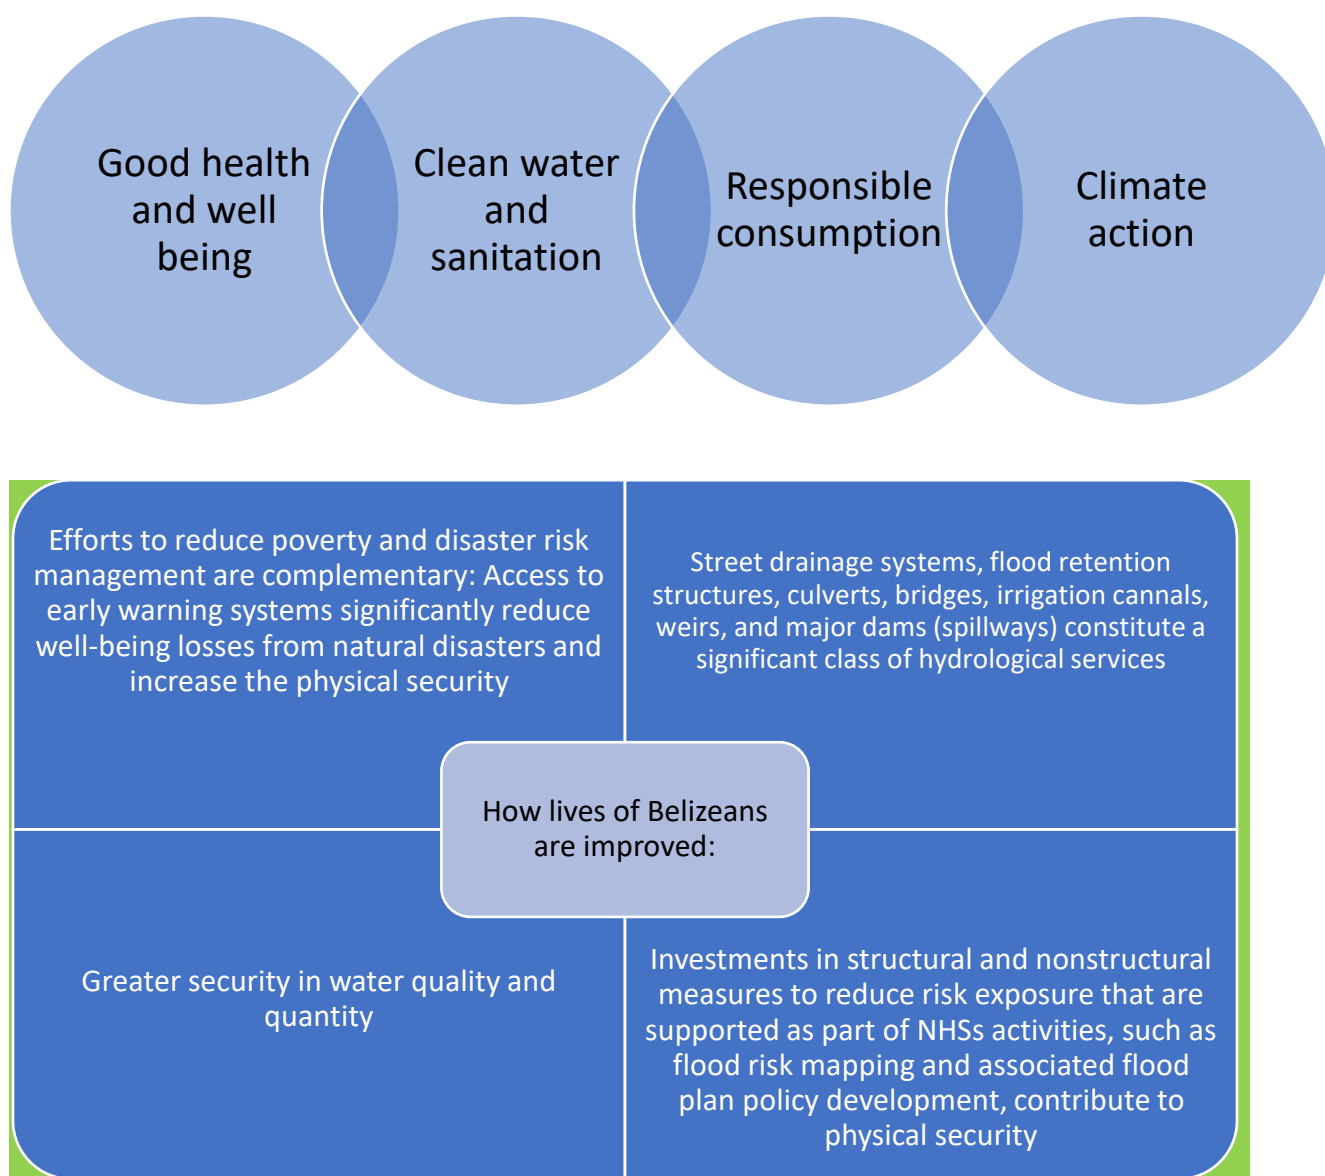 Good health
and well
being
Clean water
and
sanitation
Responsible
consumption
Climate
action
Efforts to reduce poverty and disaster risk
management are complementary: Access to
early warning systems significantly reduce
well-being losses from natural disasters and
increase the physical security
Street drainage systems, flood retention
structures, culverts, bridges, irrigation cannals,
weirs, and major dams (spillways) constitute a
significant class of hydrological services
How lives of Belizeans
are improved:
Greater security in water quality and
quantity
Investments in structural and nonstructural
measures to reduce risk exposure that are
supported as part of NHSs activities, such as
flood risk mapping and associated flood
plan policy development, contribute to
physical security